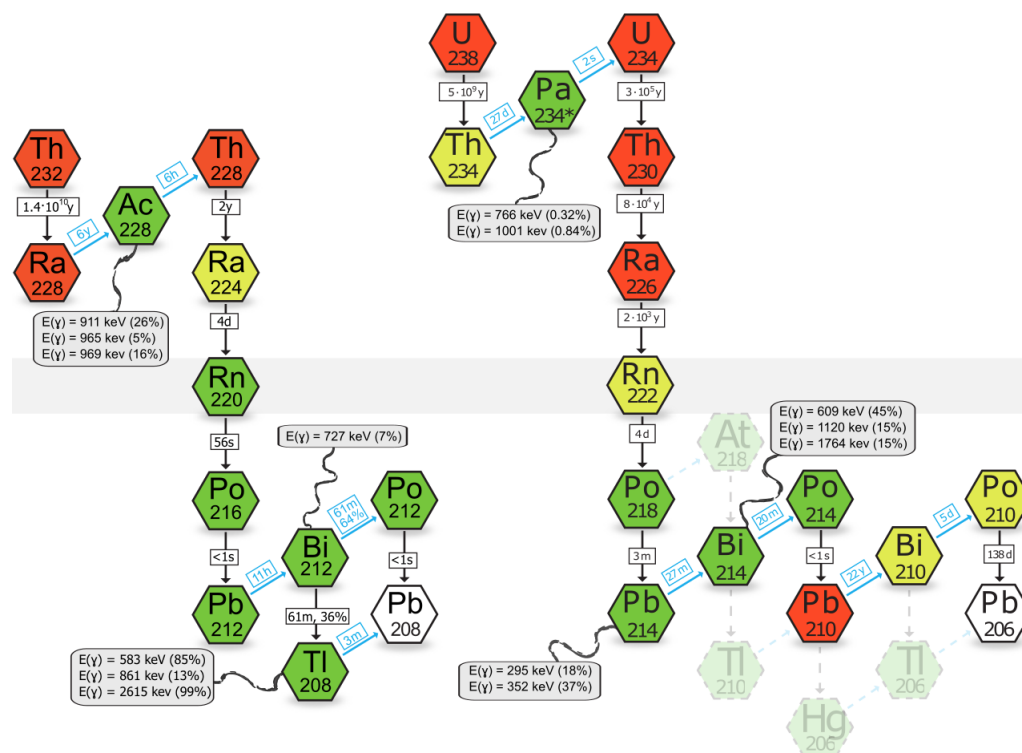 Th
232
1.4·10¹⁰y
Ra
228
6y
Ac
228
6h
E(γ) = 911 keV (26%)
E(γ) = 965 kev (5%)
E(γ) = 969 kev (16%)
Th
228
2y
Ra
224
4d
Rn
220
56s
Po
216
<1s
Pb
212
11h
E(γ) = 727 keV (7%)
Bi
212
61m
64%
Po
212
<1s
Pb
208
61m, 36%
Tl
208
3m
E(γ) = 583 keV (85%)
E(γ) = 861 keV (13%)
E(γ) = 2615 kev (99%)
U
238
5·10⁹y
Th
234
27d
Pa
234*
2s
E(γ) = 766 keV (0.32%)
E(γ) = 1001 kev (0.84%)
U
234
3·10⁵y
Th
230
8·10⁴y
Ra
226
2·10³y
Rn
222
4d
Po
218
3m
Pb
214
27m
E(γ) = 295 keV (18%)
E(γ) = 352 keV (37%)
At
218
Bi
214
20m
E(γ) = 609 keV (45%)
E(γ) = 1120 kev (15%)
E(γ) = 1764 kev (15%)
Tl
210
Po
214
<1s
Pb
210
22y
Hg
206
Bi
210
5d
Tl
206
Po
210
138d
Pb
206